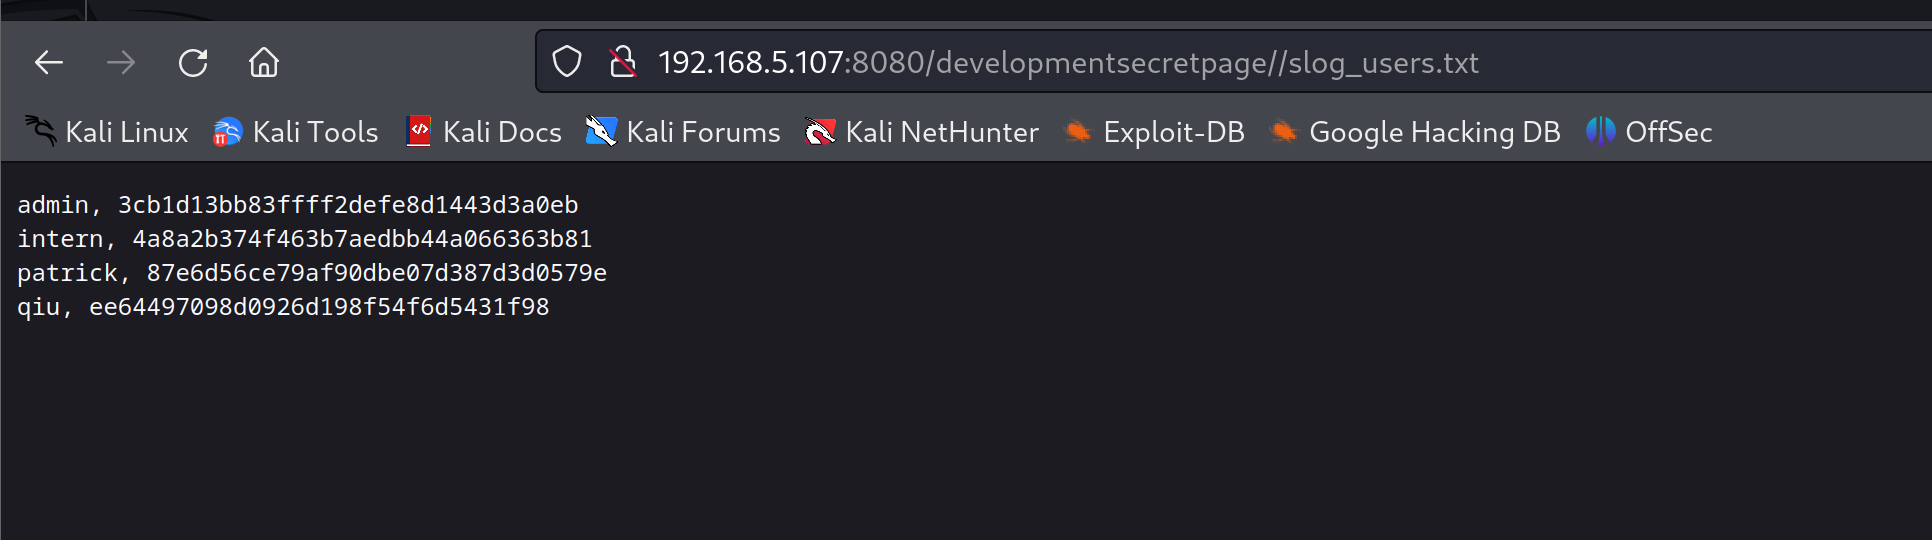 192.168.5.107:8080/developmentsecretpage//slog_users.txt
Kali Linux Kali Tools Kali Docs Kali Forums Kali NetHunter Exploit-DB Google Hacking DB OffSec
admin, 3cb1d13bb83ffff2defe8d1443d3a0eb
intern, 4a8a2b374f463b7aedbb44a066363b81
patrick, 87e6d56ce79af90dbe07d387d3d0579e
qiu, ee64497098d0926d198f54f6d5431f98